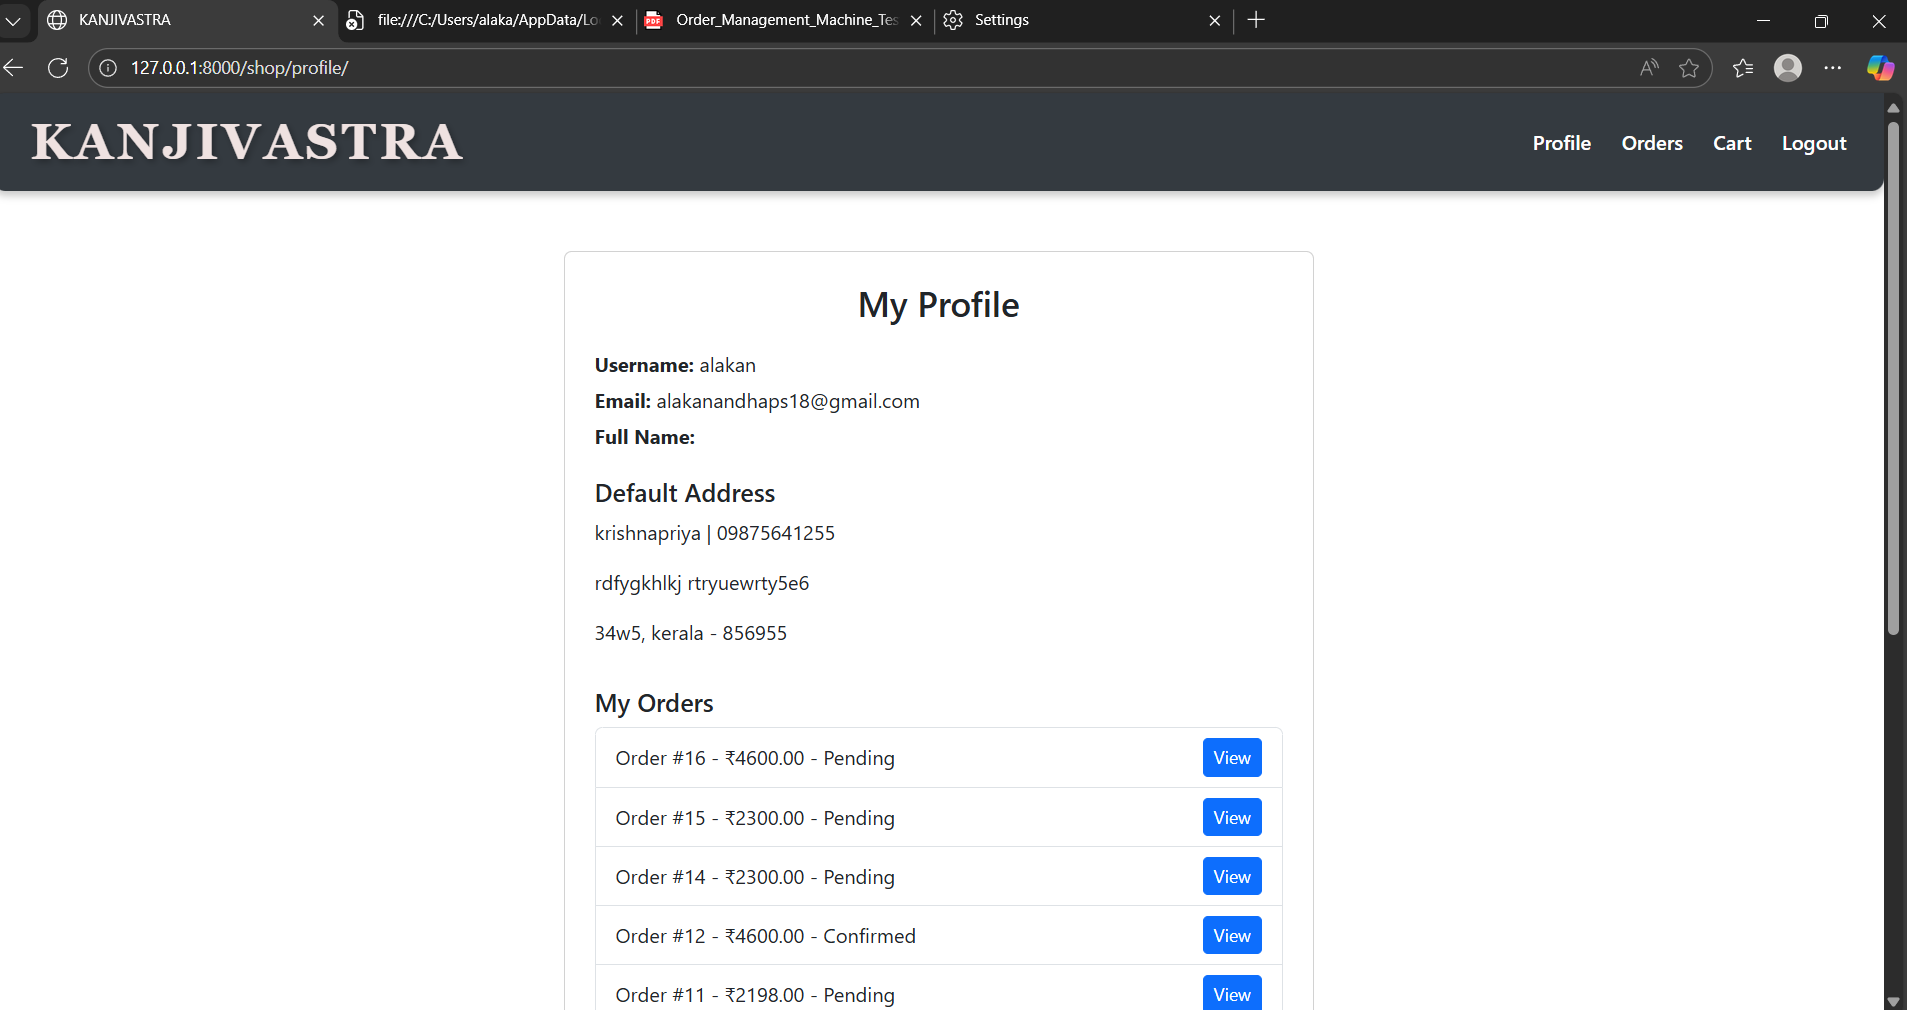 KANJIVASTRA
file:///C:/Users/alaka/AppData/Lo
Order_Management_Machine_Tes
Settings
127.0.0.1:8000/shop/profile/
KANJIVASTRA
Profile Orders Cart Logout
My Profile
Username: alakan
Email: alakanandhaps18@gmail.com
Full Name:
Default Address
krishnapriya | 09875641255
rdfygkhlkj rtryuewrty5e6
34w5, kerala - 856955
My Orders
Order #16 - ₹4600.00 - Pending View
Order #15 - ₹2300.00 - Pending View
Order #14 - ₹2300.00 - Pending View
Order #12 - ₹4600.00 - Confirmed View
Order #11 - ₹2198.00 - Pending View